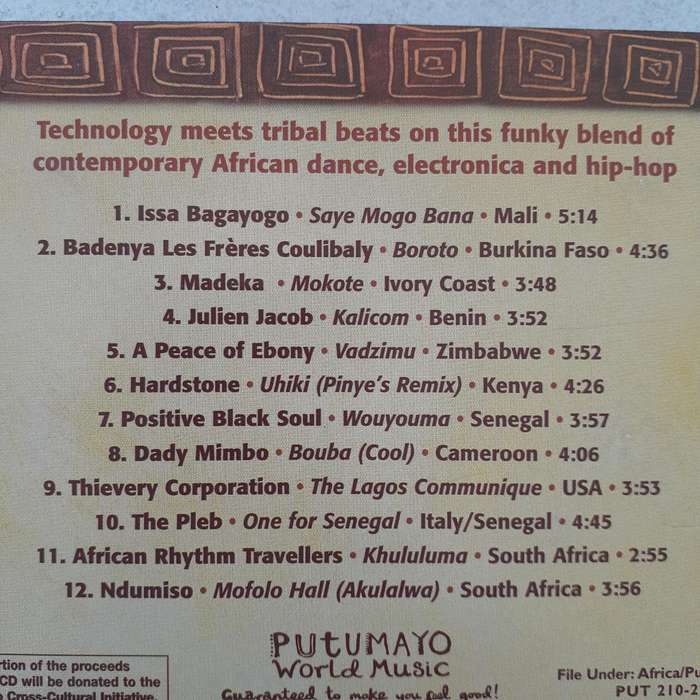 Technology meets tribal beats on this funky blend of
contemporary African dance, electronica and hip-hop
1. Issa Bagayogo • Saye Mogo Bana • Mali • 5:14
2. Badenya Les Frères Coulibaly • Boroto • Burkina Faso • 4:36
3. Madeka • Mokote • Ivory Coast • 3:48
4. Julien Jacob • Kalicom • Benin • 3:52
5. A Peace of Ebony • Vadzimu • Zimbabwe • 3:52
6. Hardstone • Uhiki (Pinye's Remix) • Kenya • 4:26
7. Positive Black Soul • Wouyouma • Senegal • 3:57
8. Dady Mimbo • Bouba (Cool) • Cameroon • 4:06
9. Thievery Corporation • The Lagos Communique • USA • 3:53
10. The Pleb • One for Senegal • Italy/Senegal • 4:45
11. African Rhythm Travellers • Khululuma • South Africa • 2:55
12. Ndumiso • Mofolo Hall (Akulalwa) • South Africa • 3:56
PUTUMAYO
World Music
Guaranteed to make you feel good!
rtion of the proceeds
CD will be donated to the
Cross-Cultural Initiative.
File Under: Africa/Pu
PUT 210-2